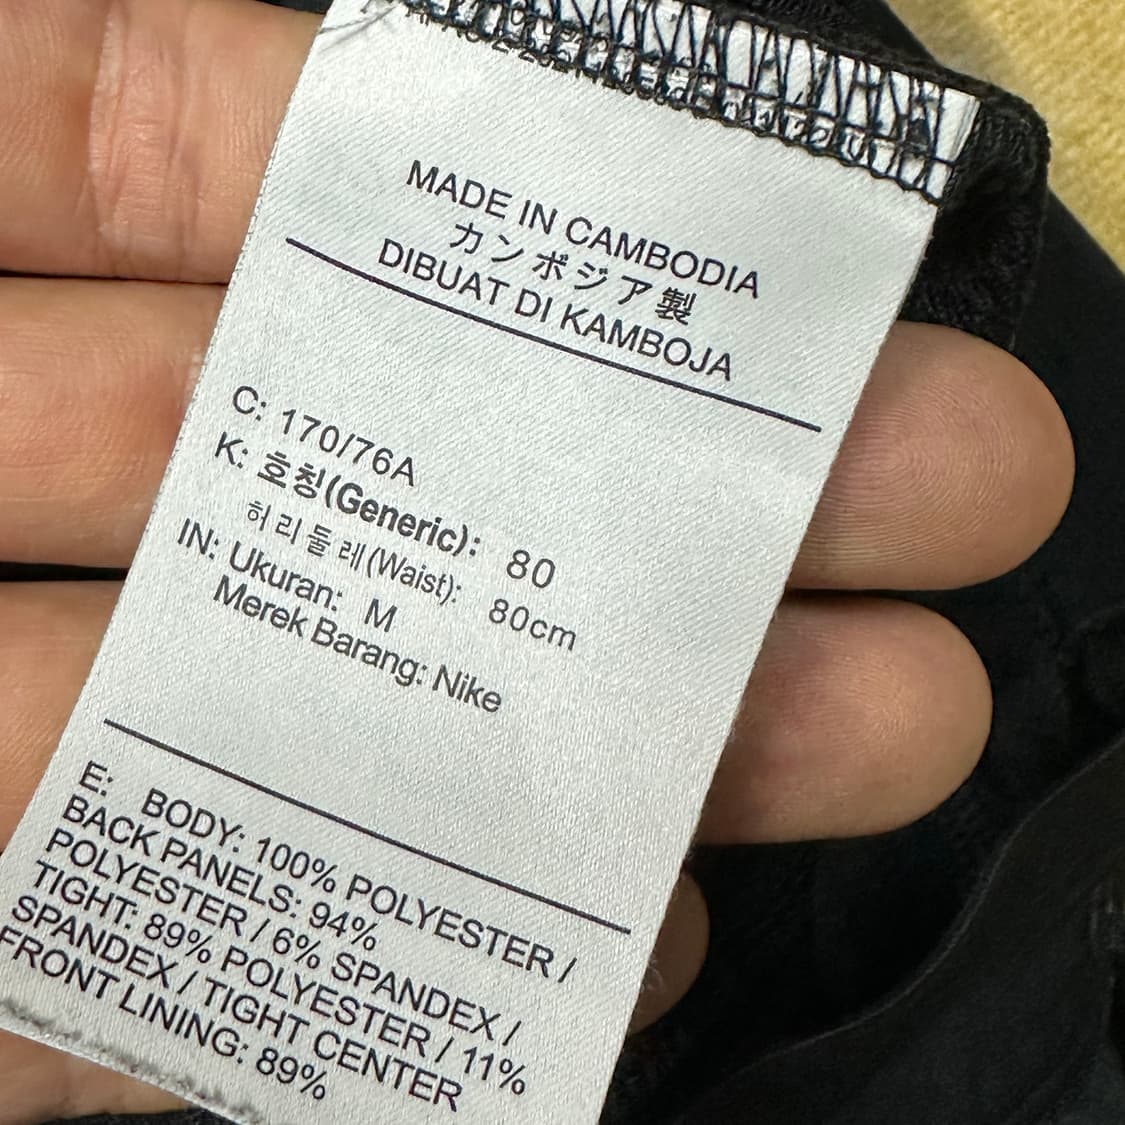 MADE IN CAMBODIA
カンボジア製
DIBUAT DI KAMBOJA
C: 170/76A
K: 호칭(Generic): 80
허리둘레(Waist): 80cm
IN: Ukuran: M
Merek Barang: Nike
E: BODY: 100% POLYESTER /
BACK PANELS: 94%
POLYESTER / 6% SPANDEX /
TIGHT: 89% POLYESTER / 11%
SPANDEX / TIGHT CENTER
FRONT LINING: 89%